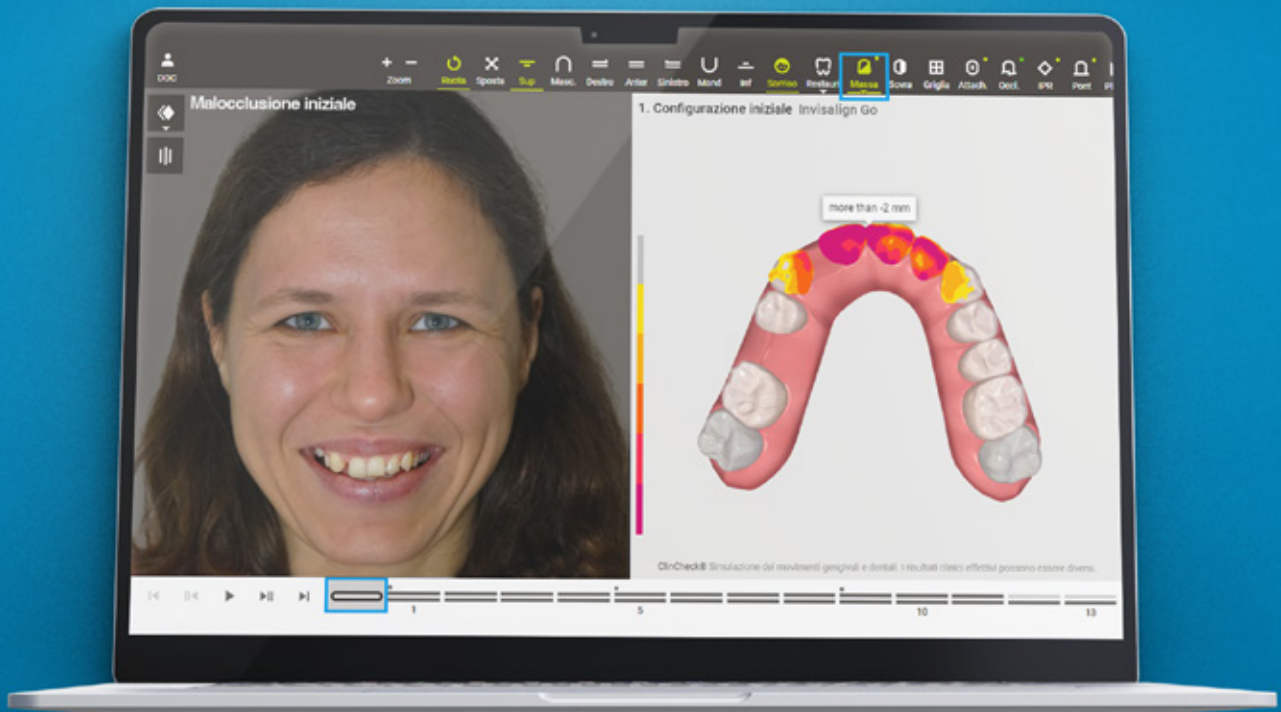 DOC
Zoom
Ruota
Sposta
Sup
Masc.
Destro
Anter
Sinistro
Mand
Inf
Sorriso
Restaur
Massa
Sovra
Griglia
Attach.
Occl.
IPR
Pont
Malocclusione iniziale
1. Configurazione iniziale Invisalign Go
more than -2 mm
ClinCheck® Simulazione dei movimenti gengivali e dentali. I risultati clinici effettivi possono essere diversi.
1
5
10
13